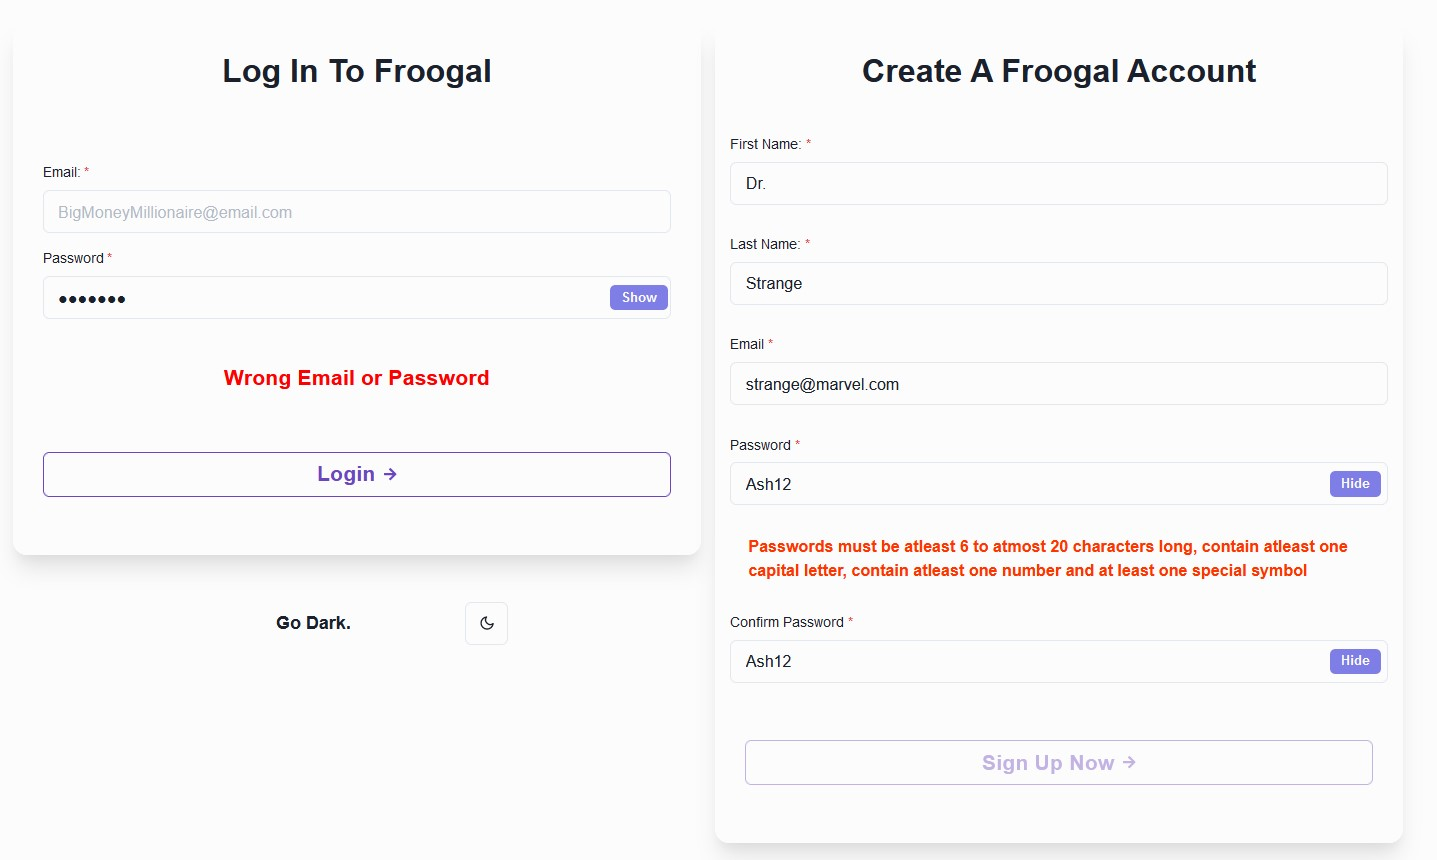 Log In To Froogal
Email: *
BigMoneyMillionaire@email.com
Password *
●●●●●●●
Show
Wrong Email or Password
Login →
Go Dark.
Create A Froogal Account
First Name: *
Dr.
Last Name: *
Strange
Email *
strange@marvel.com
Password *
Ash12
Hide
Passwords must be atleast 6 to atmost 20 characters long, contain atleast one
capital letter, contain atleast one number and at least one special symbol
Confirm Password *
Ash12
Hide
Sign Up Now →